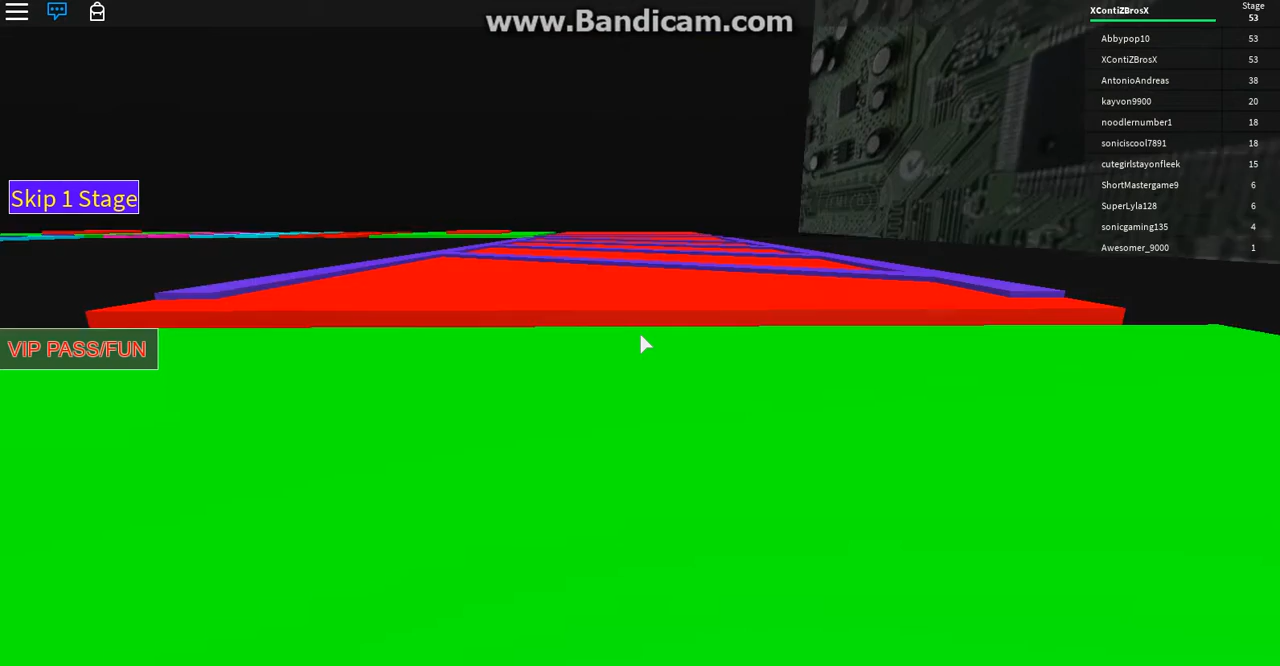 www.Bandicam.com
XContiZBrosX
Stage
53
Abbypop10 53
XContiZBrosX 53
AntonioAndreas 38
kayvon9900 20
noodlernumber1 18
soniciscool7891 18
cutegirlstayonfleek 15
ShortMastergame9 6
SuperLyla128 6
sonicgaming135 4
Awesomer_9000 1
Skip 1 Stage
VIP PASS/FUN